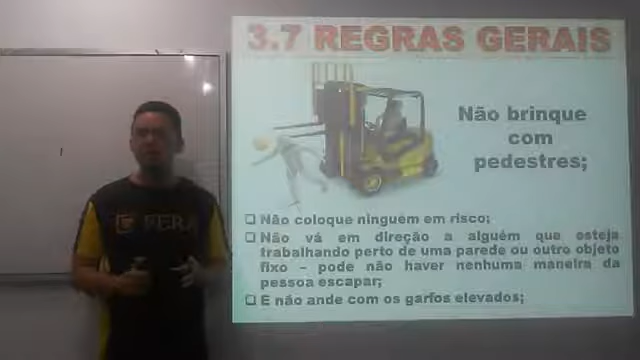 3.7 REGRAS GERAIS
Não brinque
com
pedestres;
❑ Não coloque ninguém em risco;
❑ Não vá em direção a alguém que esteja
trabalhando perto de uma parede ou outro objeto
fixo – pode não haver nenhuma maneira da
pessoa escapar;
❑ E não ande com os garfos elevados;
FERA